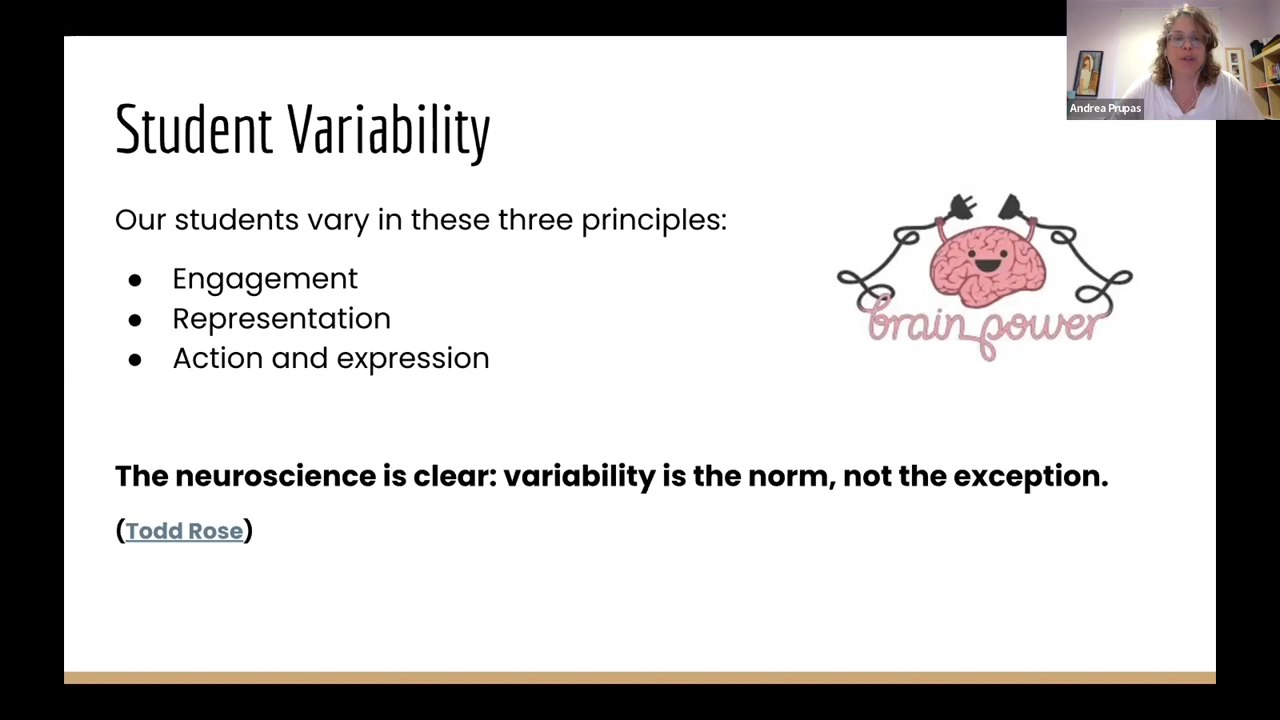 Student Variability
Our students vary in these three principles:
● Engagement
● Representation
● Action and expression
brain power
The neuroscience is clear: variability is the norm, not the exception.
(Todd Rose)
Andrea Prupas